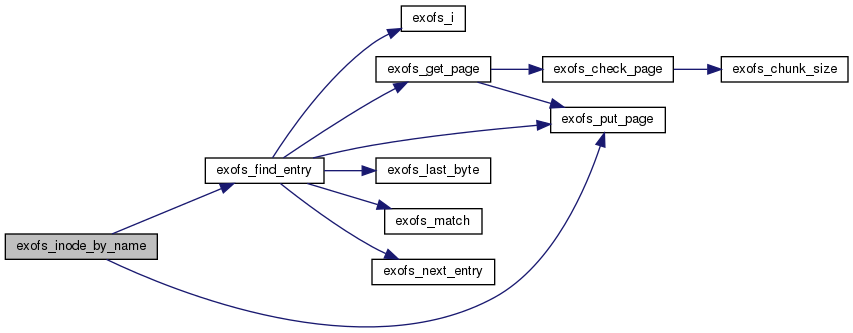 exofs_i
exofs_get_page
exofs_check_page
exofs_chunk_size
exofs_put_page
exofs_find_entry
exofs_last_byte
exofs_match
exofs_inode_by_name
exofs_next_entry